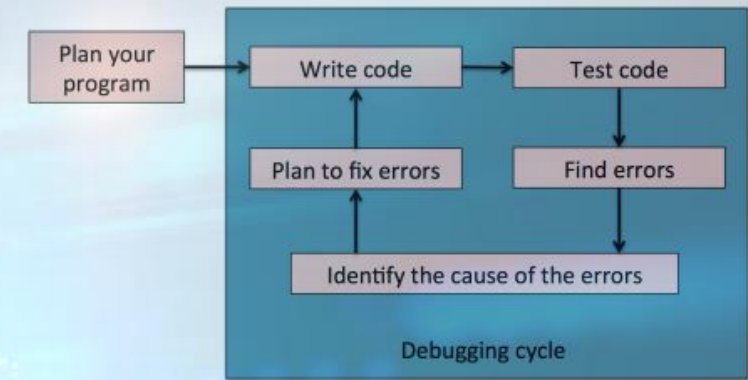 Plan your
program
Write code
Test code
Plan to fix errors
Find errors
Identify the cause of the errors
Debugging cycle